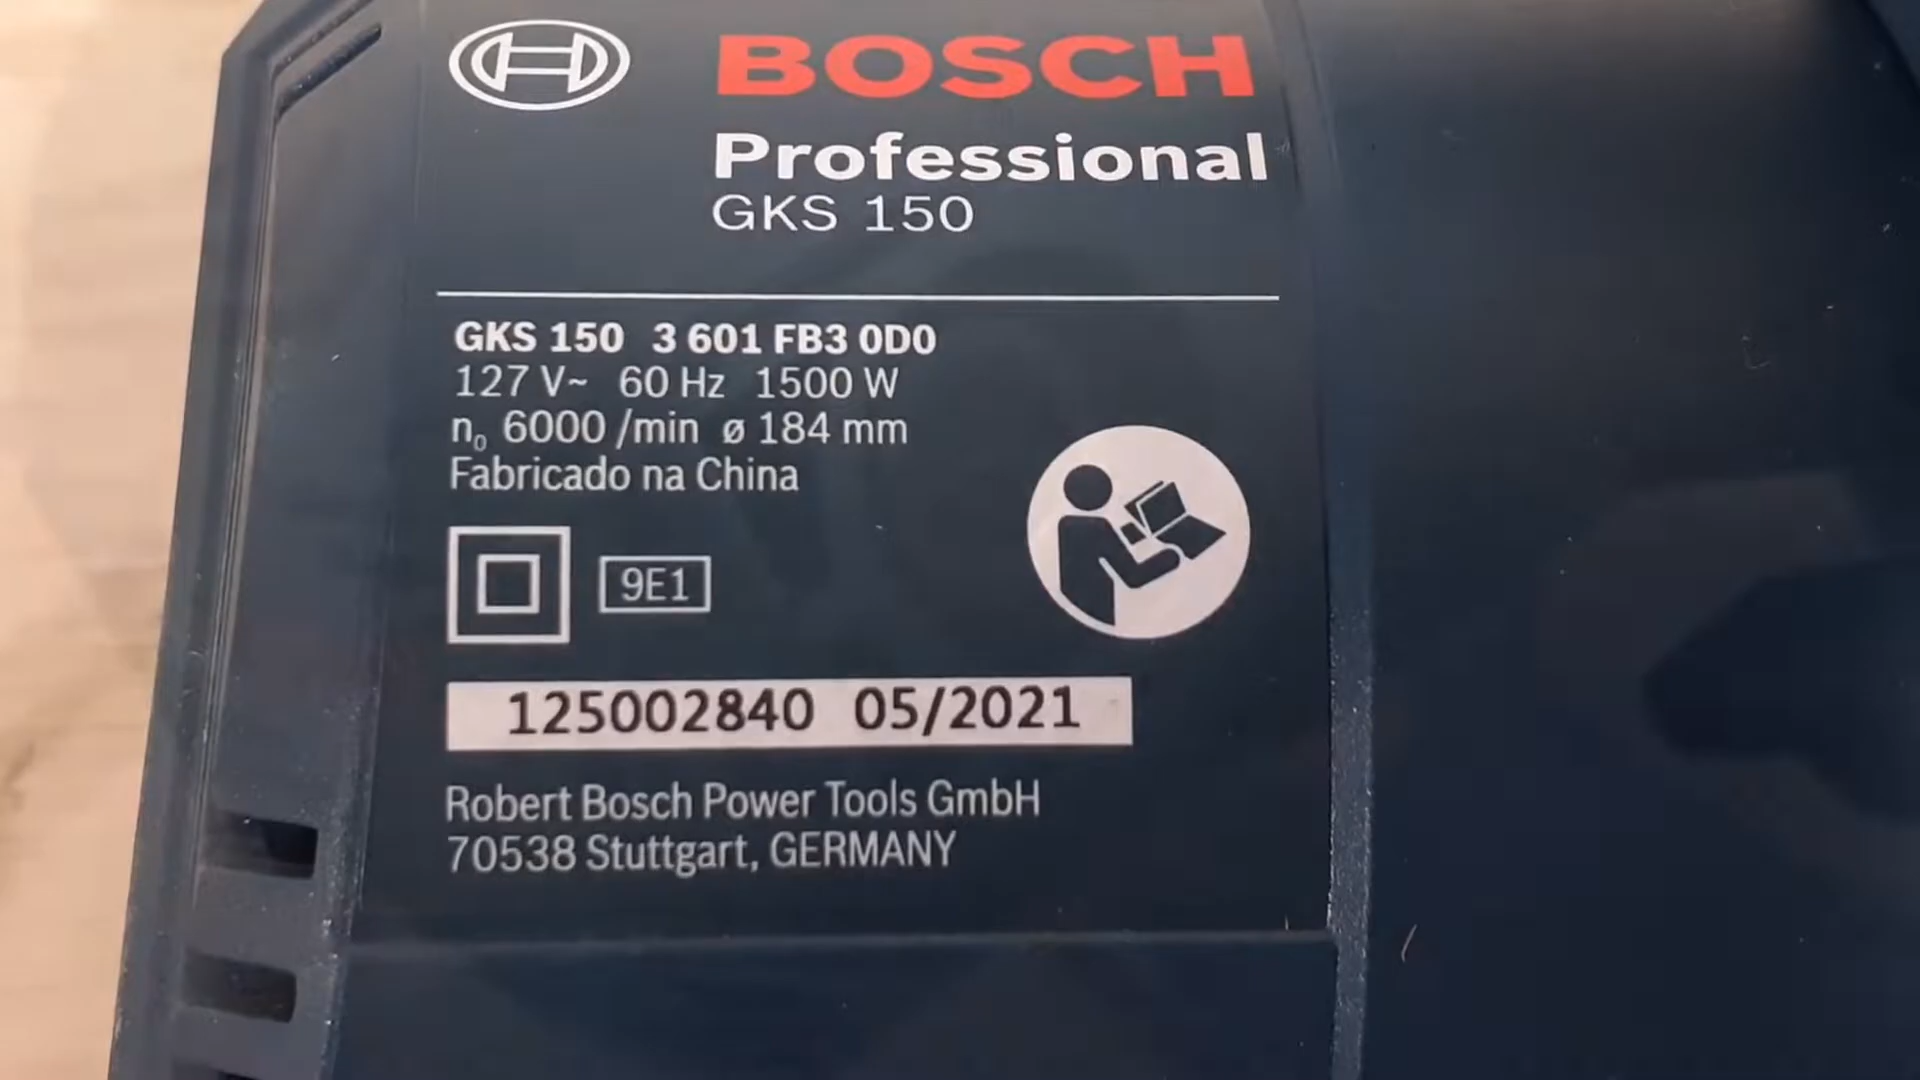 BOSCH
Professional
GKS 150
GKS 150 3 601 FB3 0D0
127 V~ 60 Hz 1500 W
n₀ 6000 /min ø 184 mm
Fabricado na China
9E1
125002840 05/2021
Robert Bosch Power Tools GmbH
70538 Stuttgart, GERMANY